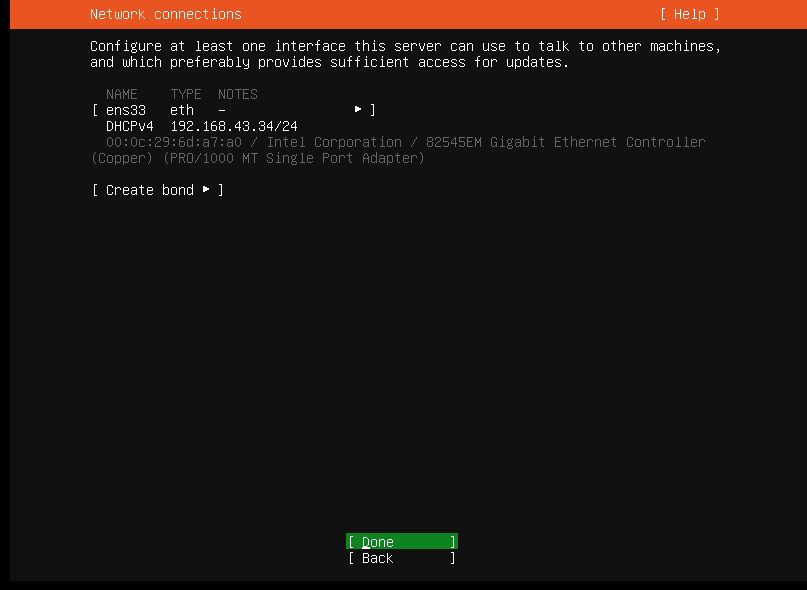 Network connections [ Help ]
Configure at least one interface this server can use to talk to other machines,
and which preferably provides sufficient access for updates.
NAME TYPE NOTES
[ ens33 eth - ▸ ]
DHCPv4 192.168.43.34/24
00:0c:29:6d:a7:a0 / Intel Corporation / 82545EM Gigabit Ethernet Controller
(Copper) (PRO/1000 MT Single Port Adapter)
[ Create bond ▸ ]
[ Done ]
[ Back ]